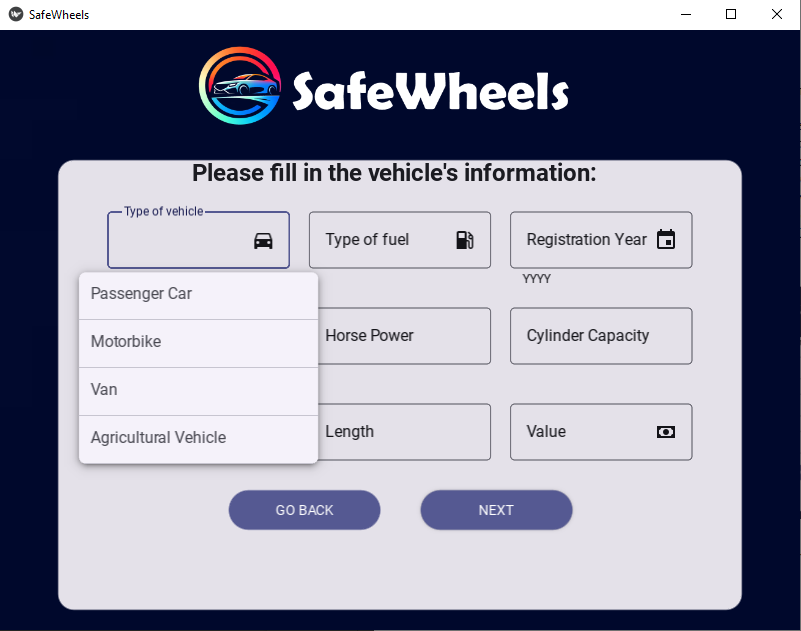 SafeWheels
SafeWheels
Please fill in the vehicle's information:
Type of vehicle
Type of fuel
Registration Year
YYYY
Passenger Car
Motorbike
Van
Agricultural Vehicle
Horse Power
Cylinder Capacity
Length
Value
GO BACK
NEXT